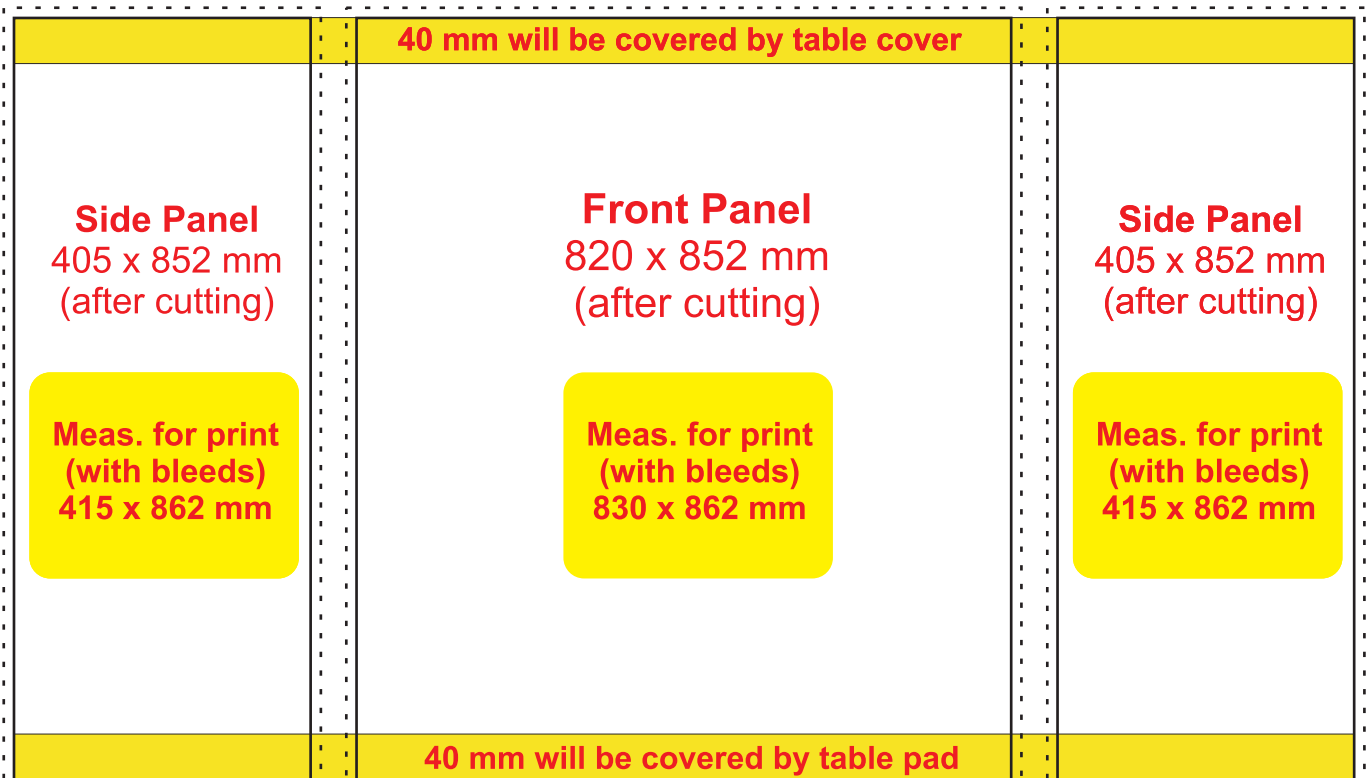 40 mm will be covered by table cover
Side Panel
405 x 852 mm
(after cutting)
Meas. for print
(with bleeds)
415 x 862 mm
Front Panel
820 x 852 mm
(after cutting)
Meas. for print
(with bleeds)
830 x 862 mm
Side Panel
405 x 852 mm
(after cutting)
Meas. for print
(with bleeds)
415 x 862 mm
40 mm will be covered by table pad